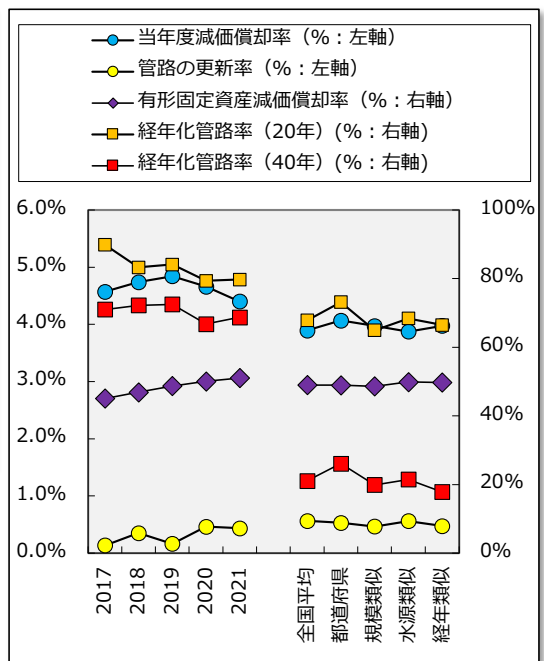 当年度減価償却率（%：左軸）
管路の更新率（%：左軸）
有形固定資産減価償却率（%：右軸）
経年化管路率（20年）(%：右軸)
経年化管路率（40年）(%：右軸)
6.0%
5.0%
4.0%
3.0%
2.0%
1.0%
0.0%
100%
80%
60%
40%
20%
0%
2017
2018
2019
2020
2021
全国平均
都道府県
規模類似
水源類似
経年類似